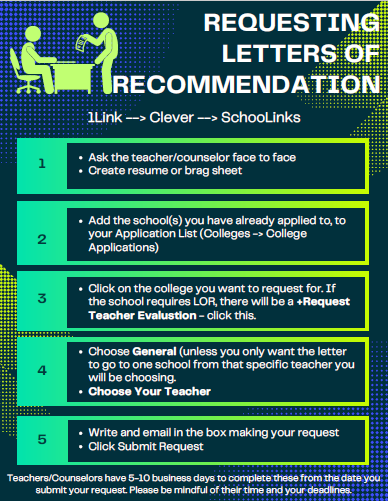 REQUESTING
LETTERS OF
RECOMMENDATION
1Link --> Clever --> SchooLinks
1
• Ask the teacher/counselor face to face
• Create resume or brag sheet
2
• Add the school(s) you have already applied to, to
your Application List (Colleges -> College
Applications)
3
• Click on the college you want to request for. If
the school requires LOR, there will be a +Request
Teacher Evaluation - click this.
4
• Choose General (unless you only want the letter
to go to one school from that specific teacher you
will be choosing.
• Choose Your Teacher
5
• Write and email in the box making your request
• Click Submit Request
Teachers/Counselors have 5-10 business days to complete these from the date you
submit your request. Please be mindful of their time and your deadlines.